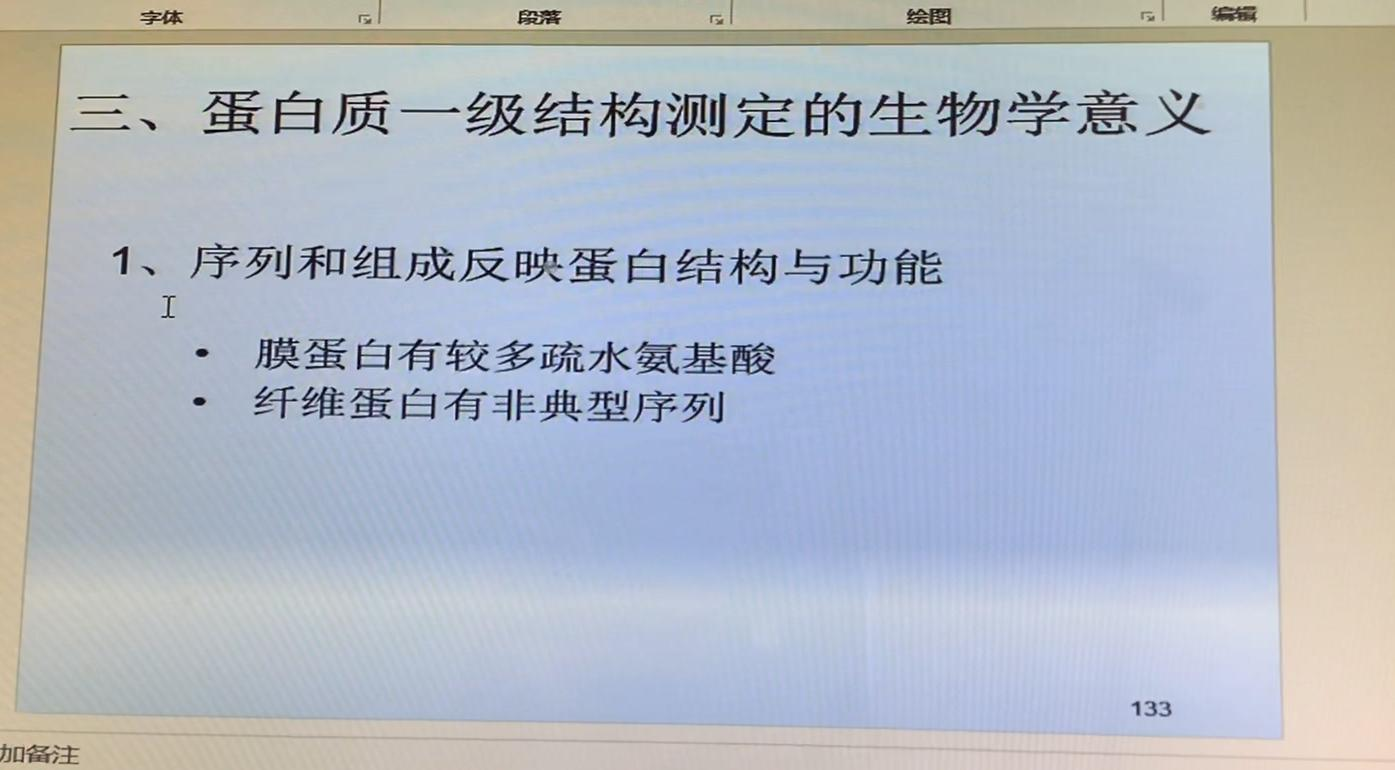 字体 段落 绘图 编辑
三、蛋白质一级结构测定的生物学意义
1、序列和组成反映蛋白结构与功能
• 膜蛋白有较多疏水氨基酸
• 纤维蛋白有非典型序列
133
加备注